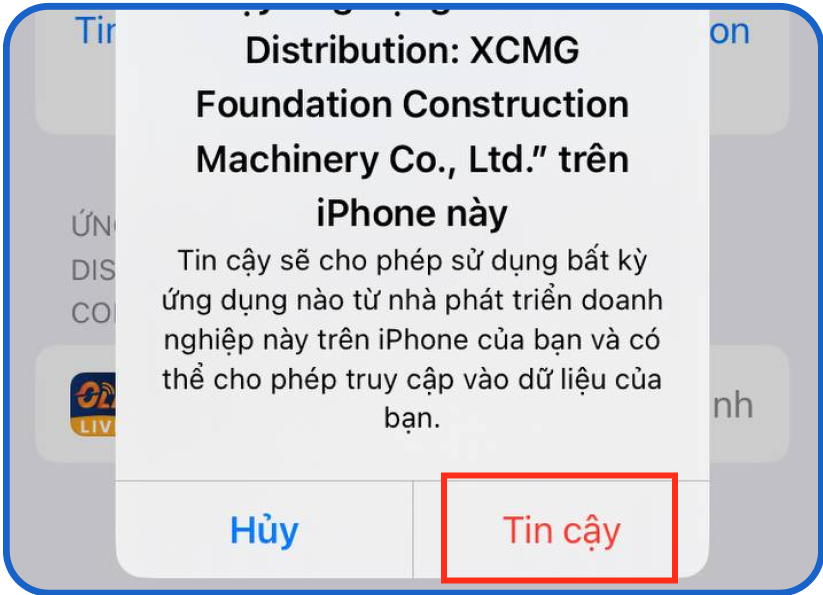 Distribution: XCMG
Foundation Construction
Machinery Co., Ltd.” trên
iPhone này
Tin cậy sẽ cho phép sử dụng bất kỳ
ứng dụng nào từ nhà phát triển doanh
nghiệp này trên iPhone của bạn và có
thể cho phép truy cập vào dữ liệu của
bạn.
Hủy
Tin cậy